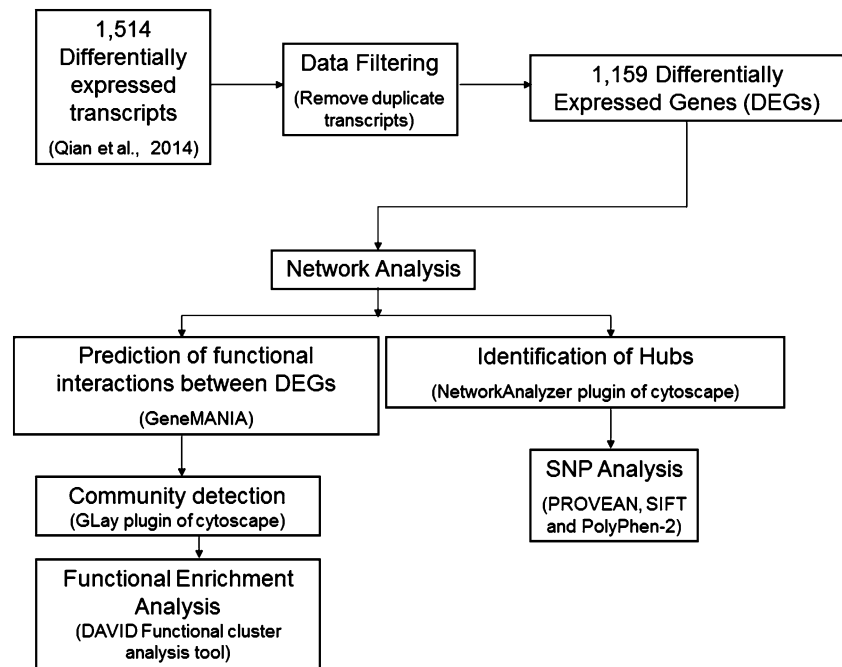 1,514
Differentially
expressed
transcripts
(Qian et al., 2014)
Data Filtering
(Remove duplicate
transcripts)
1,159 Differentially
Expressed Genes (DEGs)
Network Analysis
Prediction of functional
interactions between DEGs
(GeneMANIA)
Identification of Hubs
(NetworkAnalyzer plugin of cytoscape)
Community detection
(GLay plugin of cytoscape)
SNP Analysis
(PROVEAN, SIFT
and PolyPhen-2)
Functional Enrichment
Analysis
(DAVID Functional cluster
analysis tool)